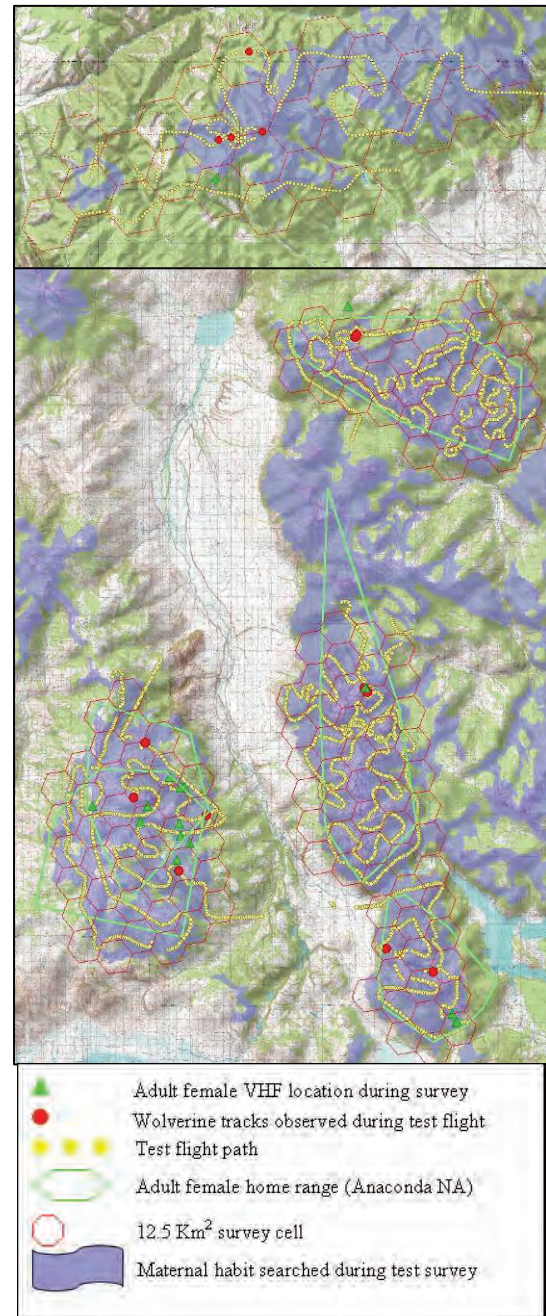 Adult female VHF location during survey
Wolverine tracks observed during test flight
Test flight path
Adult female home range (Anaconda NA)
12.5 Km² survey cell
Maternal habit searched during test survey